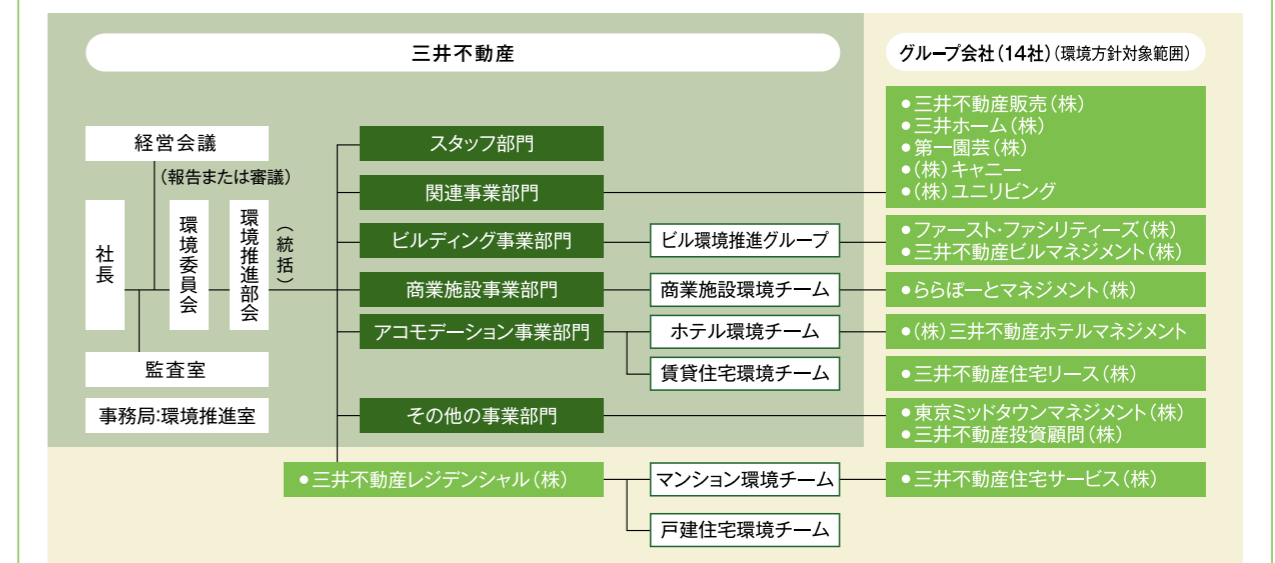 三井不動産
グループ会社(14社)(環境方針対象範囲)
経営会議
(報告または審議)
社長
環境委員会
環境推進部会
(統括)
監査室
事務局:環境推進室
スタッフ部門
関連事業部門
●三井不動産販売(株)
●三井ホーム(株)
●第一園芸(株)
●(株)キャニー
●(株)ユニリビング
ビルディング事業部門
ビル環境推進グループ
●ファースト・ファシリティーズ(株)
●三井不動産ビルマネジメント(株)
商業施設事業部門
商業施設環境チーム
●ららぽーとマネジメント(株)
アコモデーション事業部門
ホテル環境チーム
●(株)三井不動産ホテルマネジメント
賃貸住宅環境チーム
●三井不動産住宅リース(株)
その他の事業部門
●東京ミッドタウンマネジメント(株)
●三井不動産投資顧問(株)
●三井不動産レジデンシャル(株)
マンション環境チーム
●三井不動産住宅サービス(株)
戸建住宅環境チーム